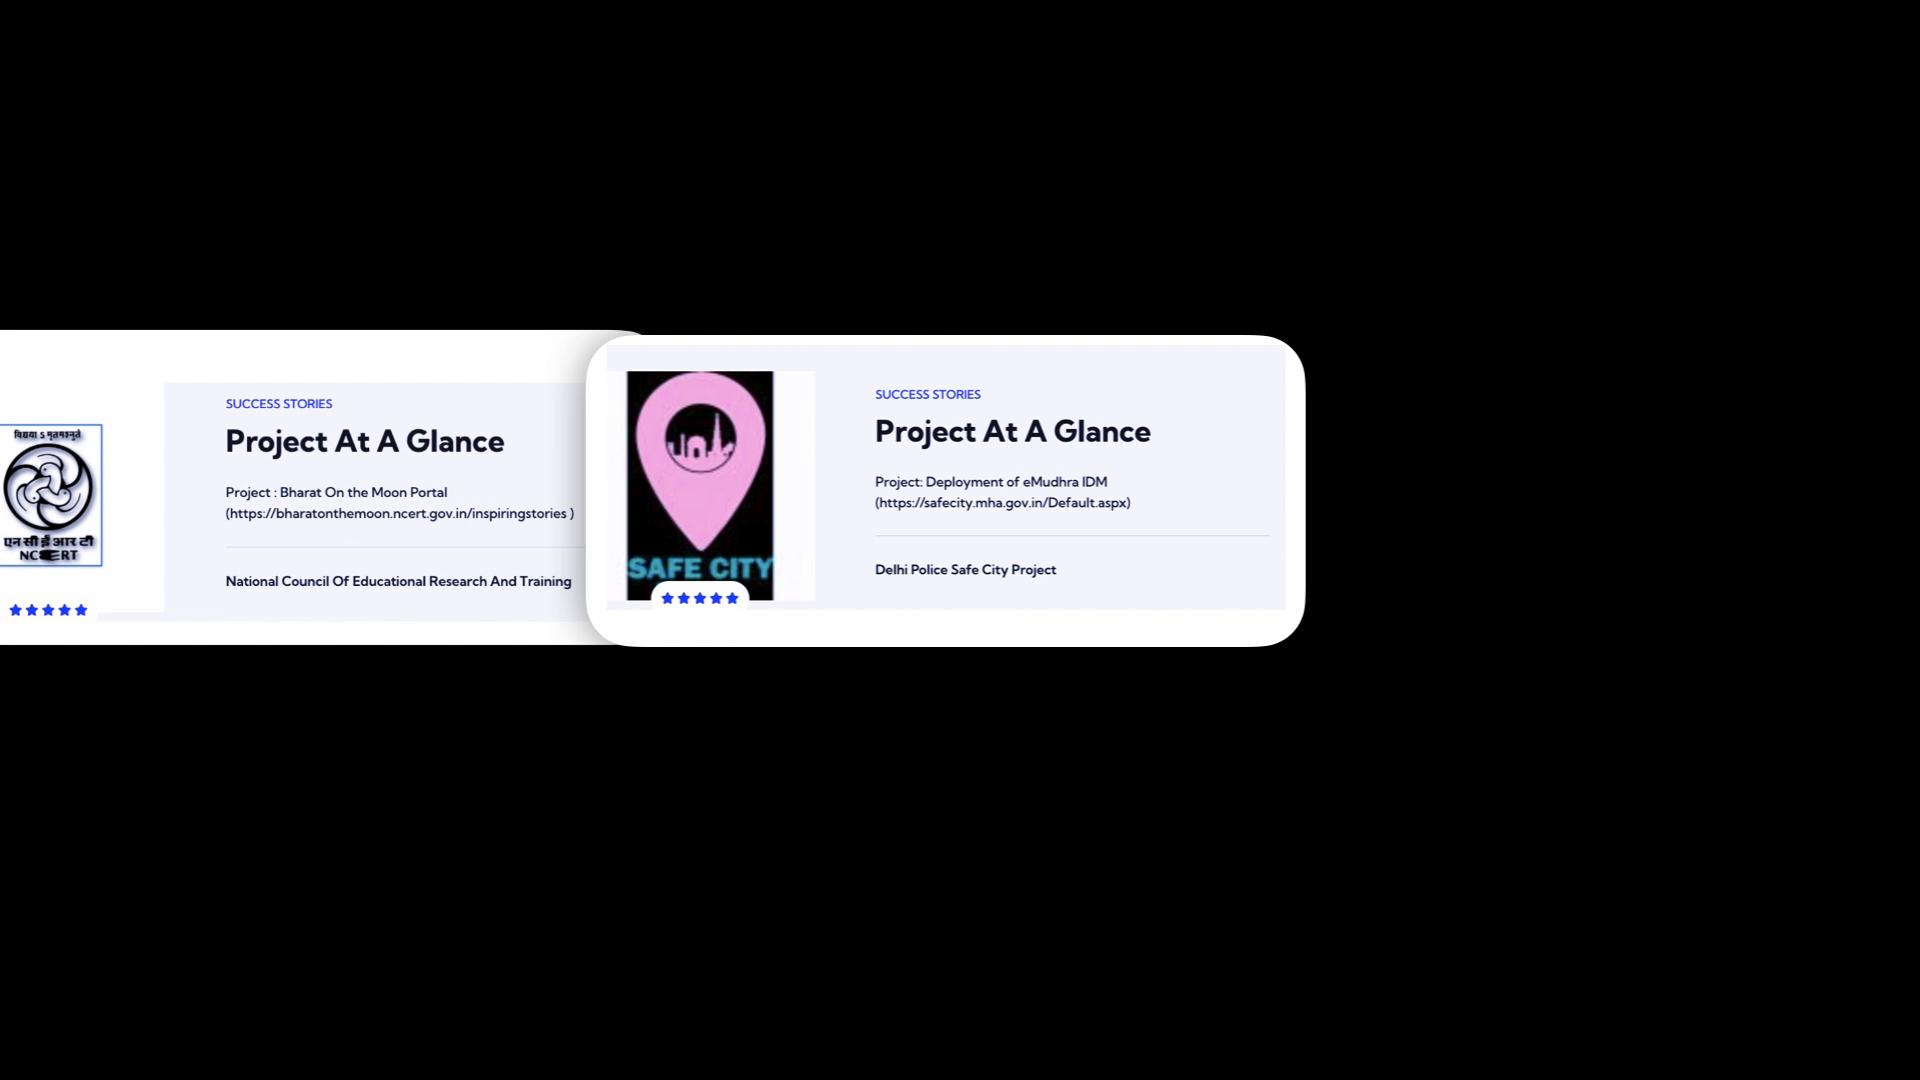 विद्यया ऽ मृतमश्नुते
एन सी ई आर टी
NCERT
SUCCESS STORIES
Project At A Glance
Project : Bharat On the Moon Portal
(https://bharatonthemoon.ncert.gov.in/inspiringstories )
National Council Of Educational Research And Training
SAFE CITY
SUCCESS STORIES
Project At A Glance
Project: Deployment of eMudhra IDM
(https://safecity.mha.gov.in/Default.aspx)
Delhi Police Safe City Project